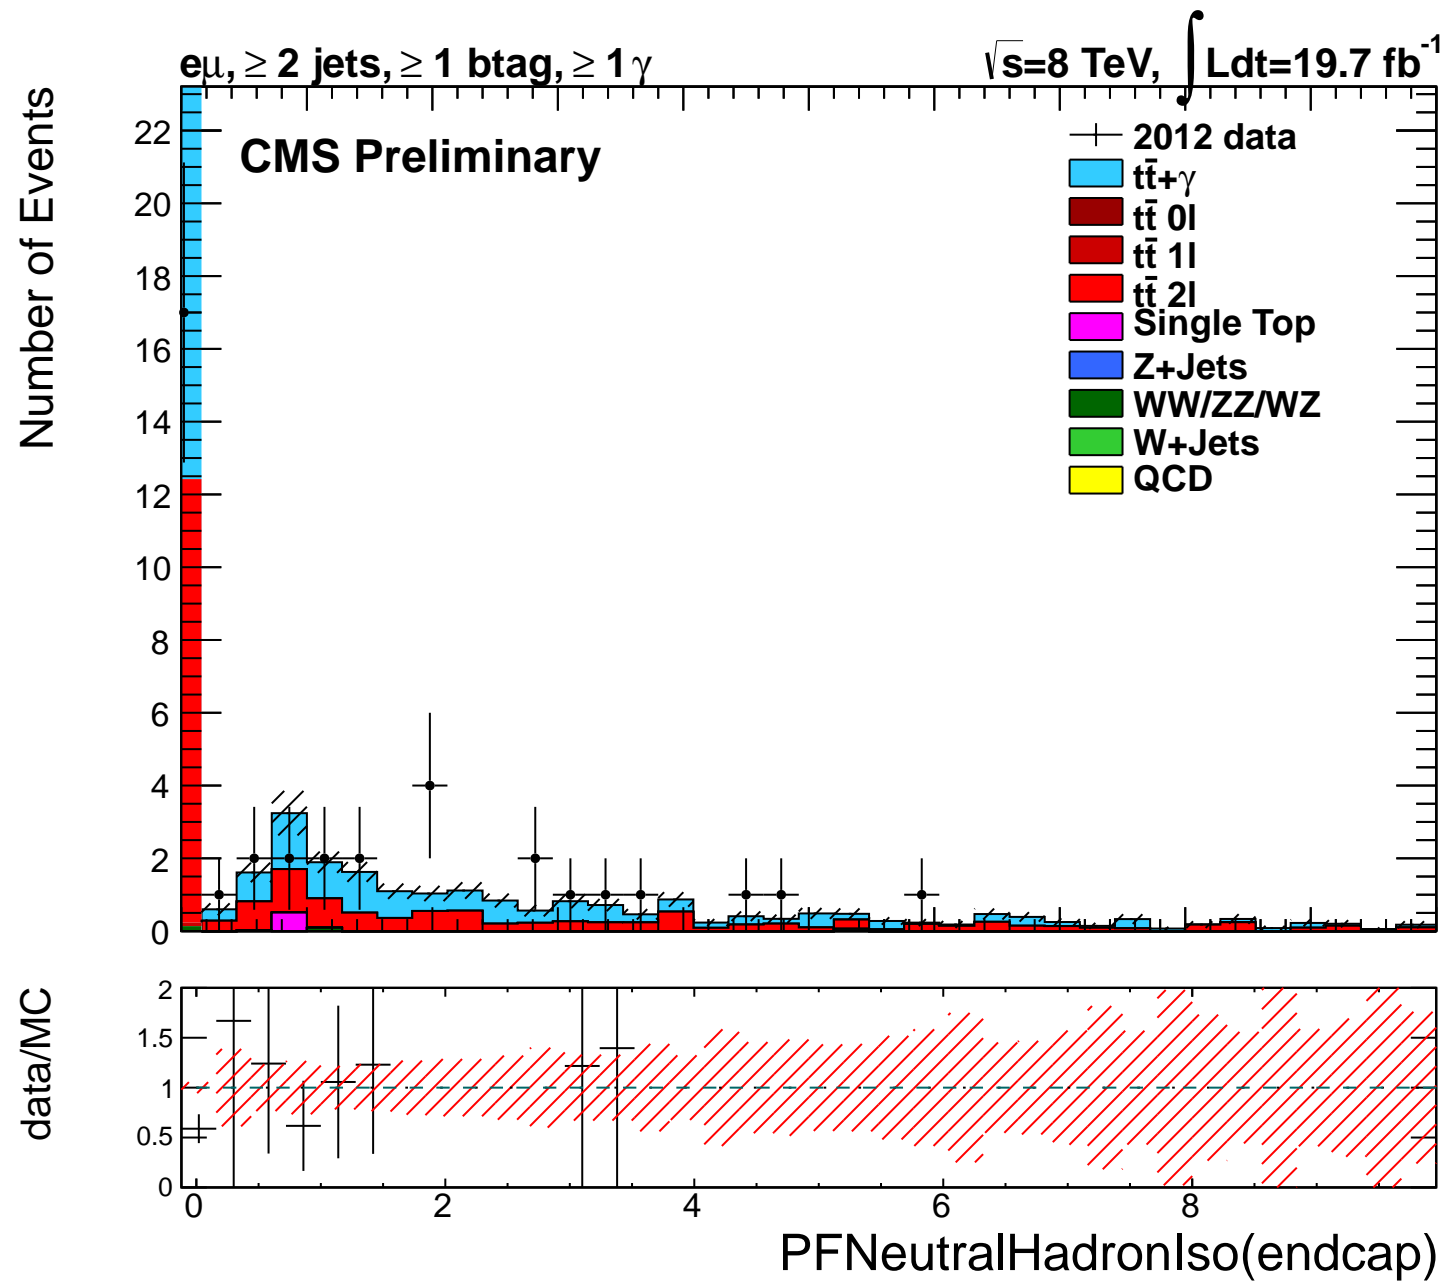 eμ, ≥ 2 jets, ≥ 1 btag, ≥ 1 γ
√s=8 TeV, ∫ Ldt=19.7 fb⁻¹
CMS Preliminary
2012 data
tt̄+γ
tt̄ 0l
tt̄ 1l
tt̄ 2l
Single Top
Z+Jets
WW/ZZ/WZ
W+Jets
QCD
Number of Events
22
20
18
16
14
12
10
8
6
4
2
0
data/MC
2
1.5
1
0.5
0
0 2 4 6 8
PFNeutralHadronIso(endcap)